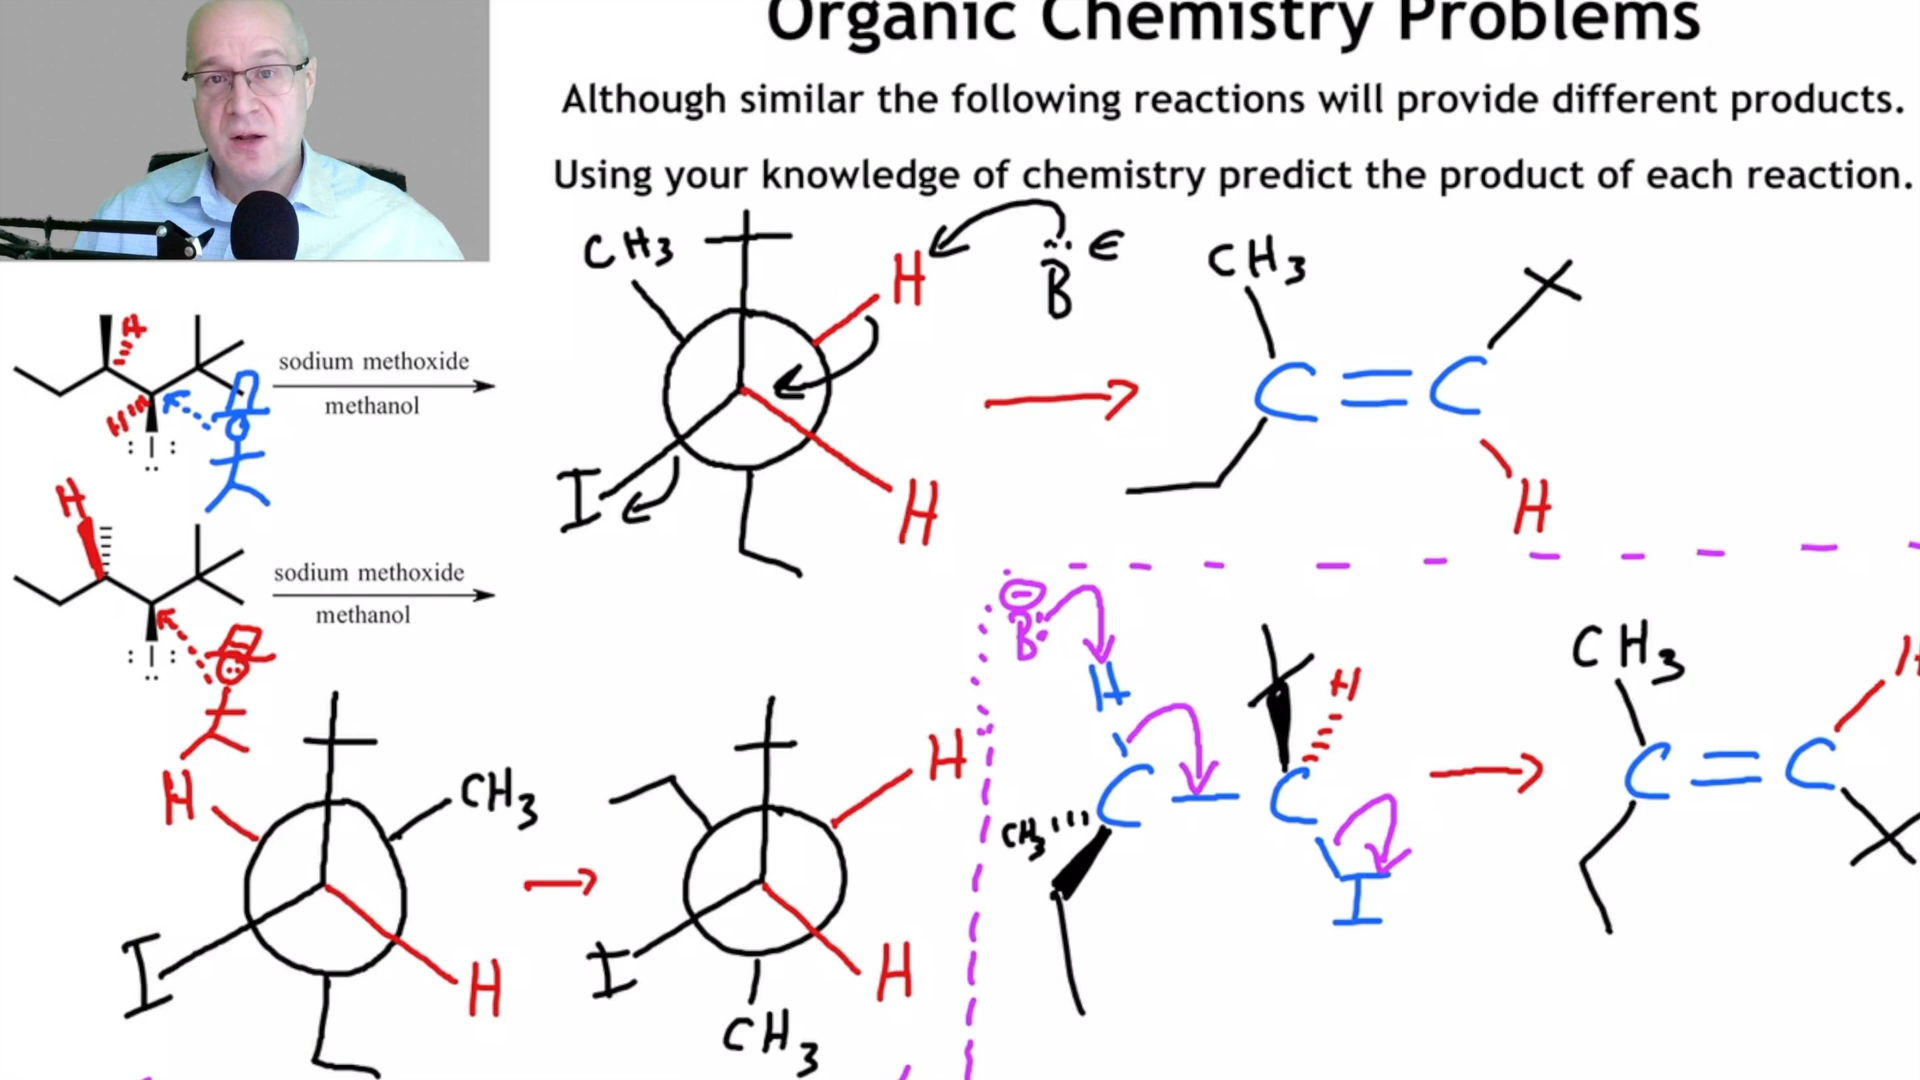 Organic Chemistry Problems
Although similar the following reactions will provide different products.
Using your knowledge of chemistry predict the product of each reaction.
CH3
H
B
I
H
CH3
C = C
H
H
H
sodium methoxide
methanol
I
H
sodium methoxide
methanol
I
B
H
C — C
H
CH3
I
CH3
H
C = C
H
CH3
I
H
H
I
H
CH3